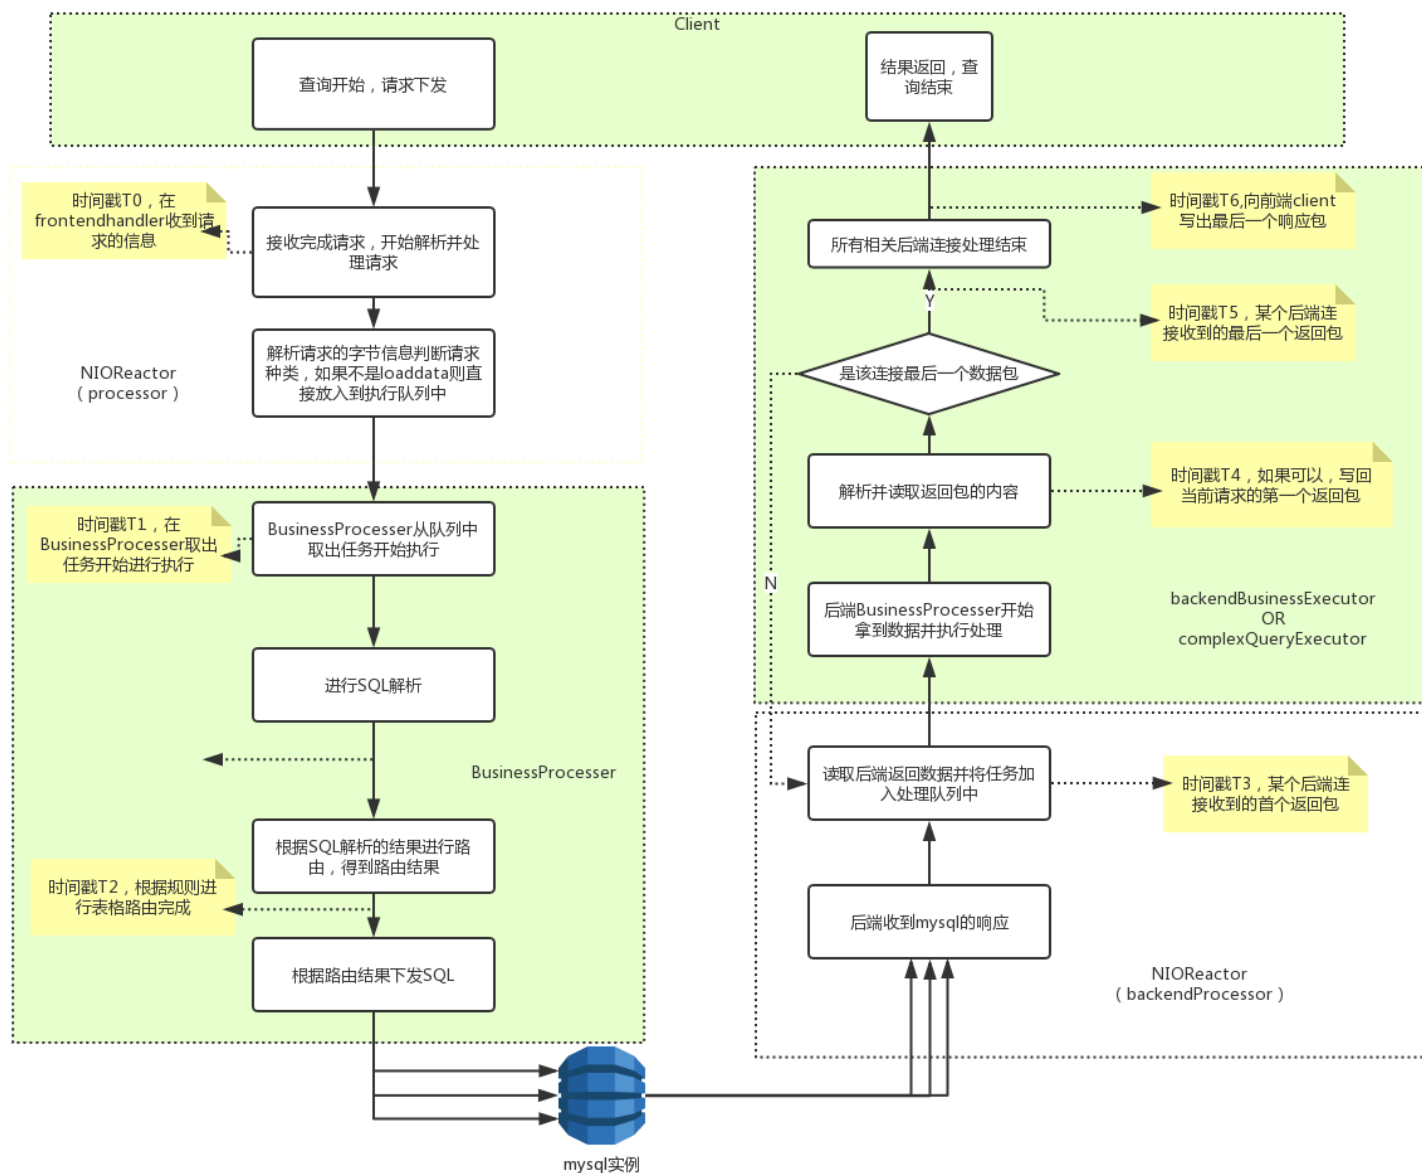 Client
查询开始，请求下发
结果返回，查
询结束
时间戳T0，在
frontendhandler收到请
求的信息
接收完成请求，开始解析并处
理请求
解析请求的字节信息判断请求
种类，如果不是loaddata则直
接放入到执行队列中
NIOReactor
（processor）
时间戳T1，在
BusinessProcesser取出
任务开始进行执行
BusinessProcesser从队列中
取出任务开始执行
进行SQL解析
BusinessProcesser
根据SQL解析的结果进行路
由，得到路由结果
时间戳T2，根据规则进
行表格路由完成
根据路由结果下发SQL
mysql实例
时间戳T6,向前端client
写出最后一个响应包
所有相关后端连接处理结束
Y
时间戳T5，某个后端连
接收到的最后一个返回包
是该连接最后一个数据包
解析并读取返回包的内容
时间戳T4，如果可以，写回
当前请求的第一个返回包
N
后端BusinessProcesser开始
拿到数据并执行处理
backendBusinessExecutor
OR
complexQueryExecutor
读取后端返回数据并将任务加
入处理队列中
时间戳T3，某个后端连
接收到的首个返回包
后端收到mysql的响应
NIOReactor
（backendProcessor）